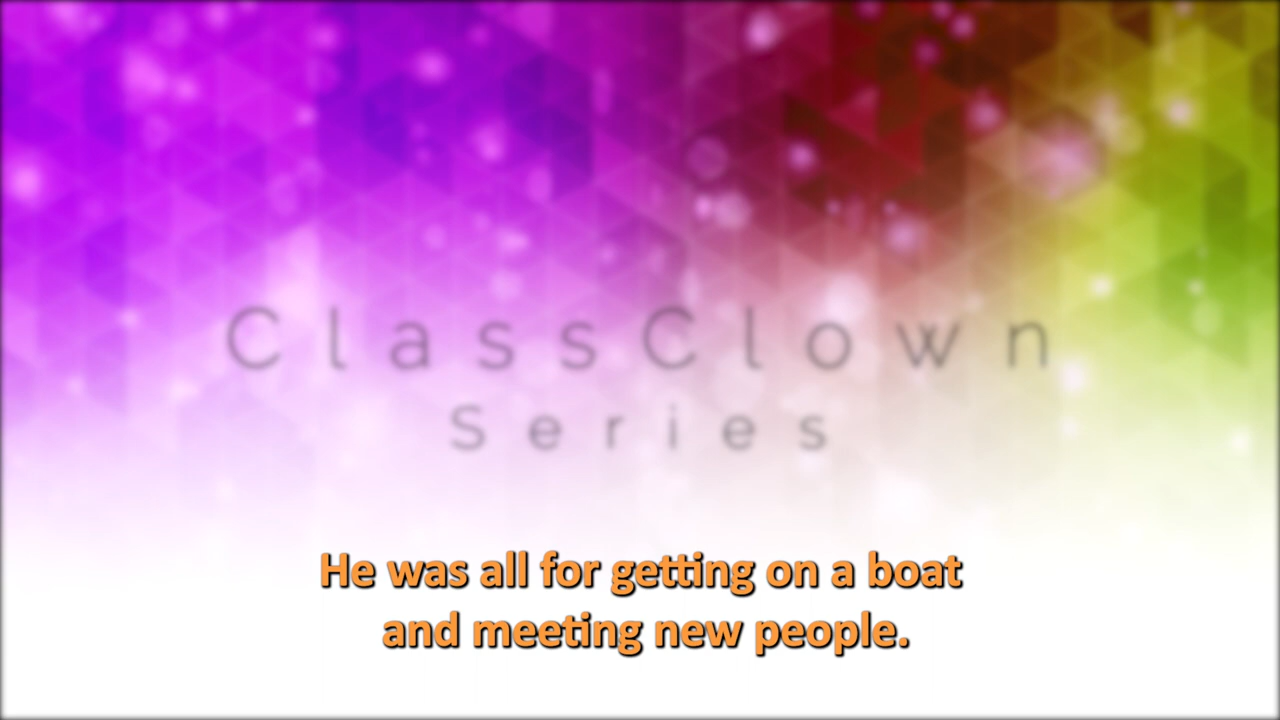 ClassClown
Series
He was all for getting on a boat
and meeting new people.